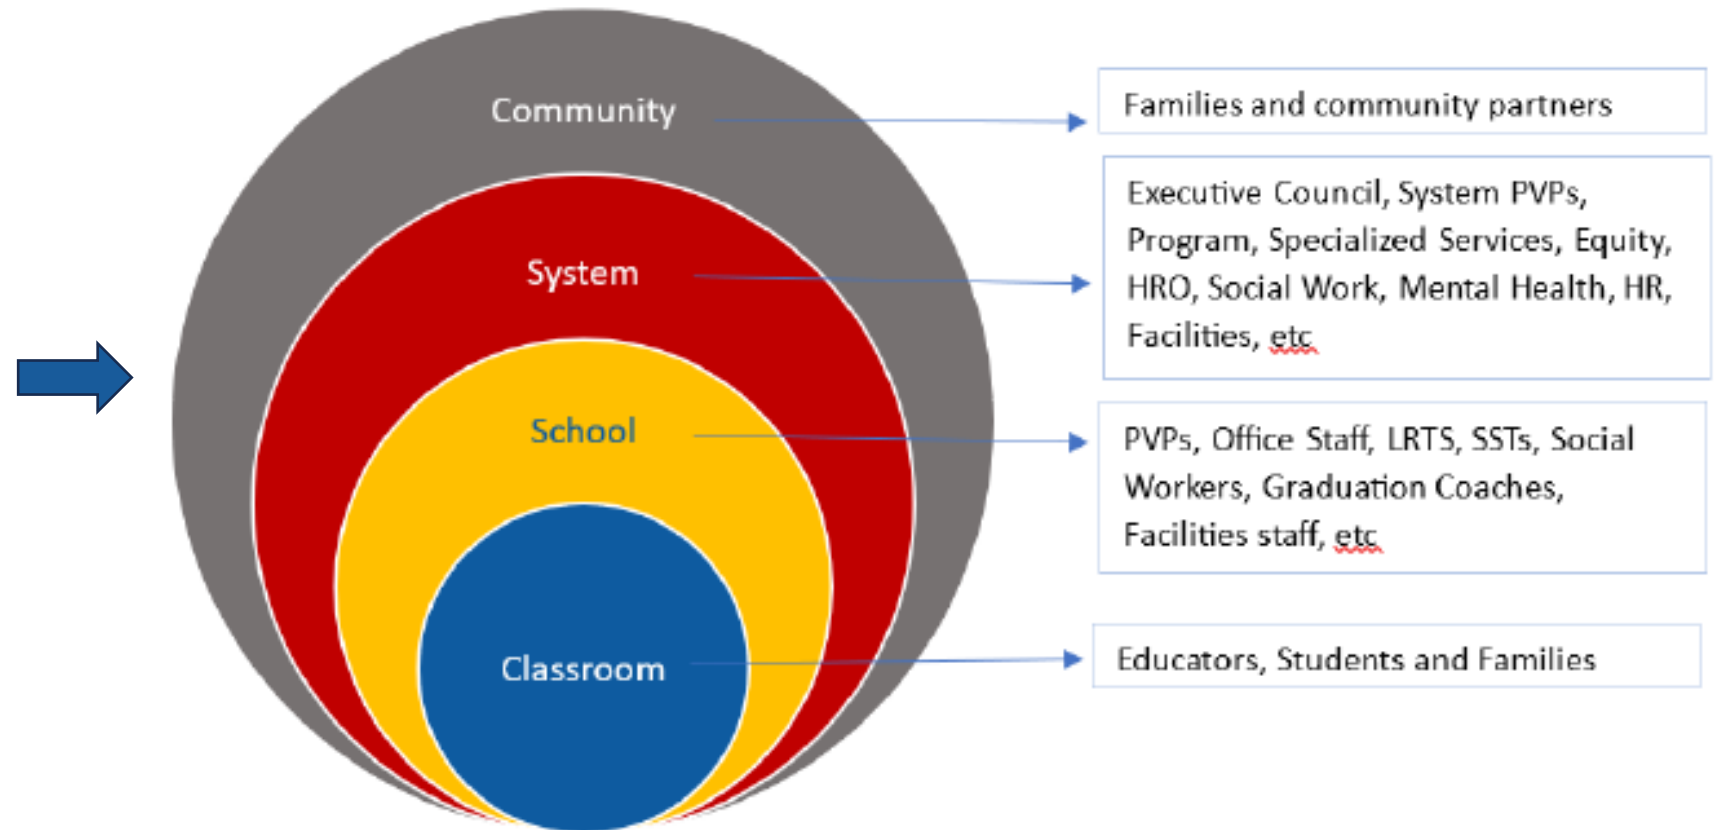 Community
Families and community partners
System
Executive Council, System PVPs,
Program, Specialized Services, Equity,
HRO, Social Work, Mental Health, HR,
Facilities, etc
School
PVPs, Office Staff, LRTS, SSTs, Social
Workers, Graduation Coaches,
Facilities staff, etc
Classroom
Educators, Students and Families